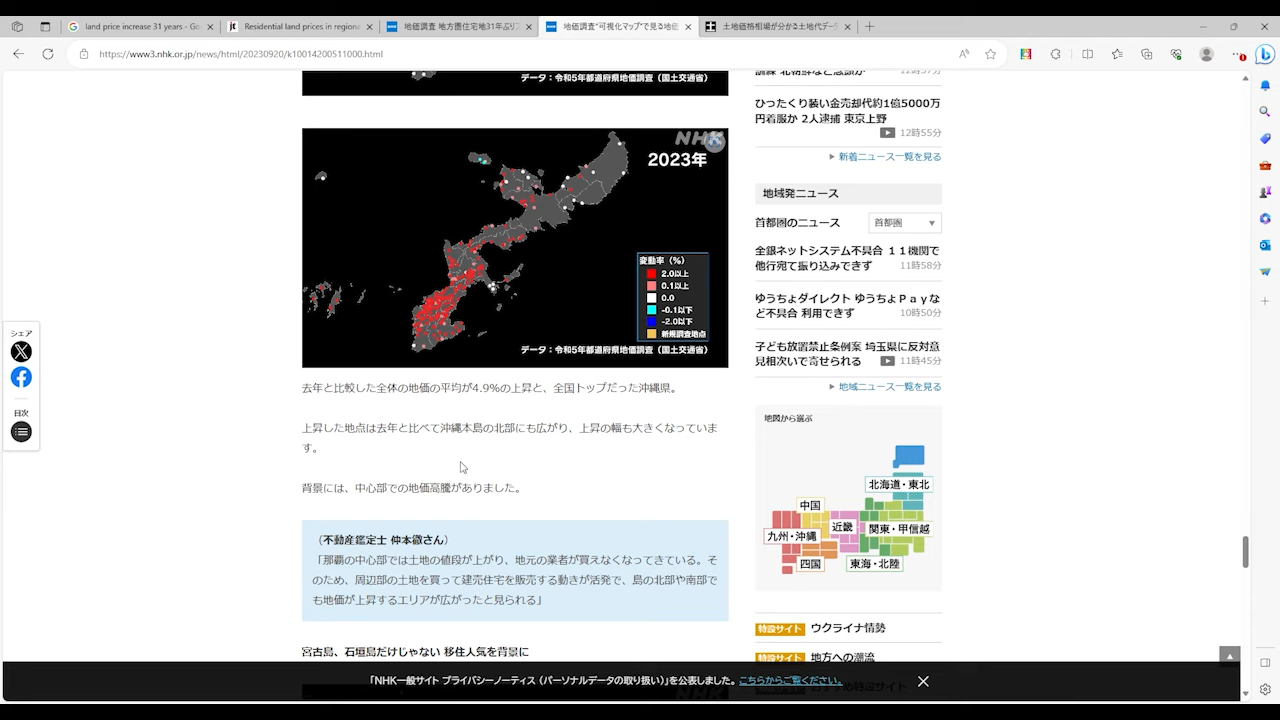 land price increase 31 years - Go
Residential land prices in regiona
地価調査 地方圏住宅地31年ぶり
地価調査"可視化マップ"で見る地
土地価格相場が分かる土地代デー
https://www3.nhk.or.jp/news/html/20230920/k10014200511000.html
データ：令和5年都道府県地価調査（国土交通省）
NHK
2023年
変動率（%）
2.0以上
0.1以上
0.0
-0.1以下
-2.0以下
新規調査地点
データ：令和5年都道府県地価調査（国土交通省）
去年と比較した全体の地価の平均が4.9%の上昇と、全国トップだった沖縄県。
上昇した地点は去年と比べて沖縄本島の北部にも広がり、上昇の幅も大きくなっていま
す。
背景には、中心部での地価高騰がありました。
（不動産鑑定士 仲本徹さん）
「那覇の中心部では土地の値段が上がり、地元の業者が買えなくなってきている。そ
のため、周辺部の土地を買って建売住宅を販売する動きが活発で、島の北部や南部で
も地価が上昇するエリアが広がったと見られる」
宮古島、石垣島だけじゃない 移住人気を背景に
シェア
目次
ひったくり装い金売却代約1億5000万
円着服か 2人逮捕 東京上野
12時55分
新着ニュース一覧を見る
地域発ニュース
首都圏のニュース
首都圏
全銀ネットシステム不具合 １１機関で
他行宛て振り込みできず 11時58分
ゆうちょダイレクト ゆうちょＰａｙな
ど不具合 利用できず 10時50分
子ども放置禁止条例案 埼玉県に反対意
見相次いで寄せられる 11時45分
地域ニュース一覧を見る
地図から選ぶ
北海道・東北
中国
近畿
関東・甲信越
九州・沖縄
四国
東海・北陸
特設サイト ウクライナ情勢
特設サイト 地方への潮流
「NHK一般サイト プライバシーノーティス（パーソナルデータの取り扱い）」を公表しました。こちらからご覧ください。